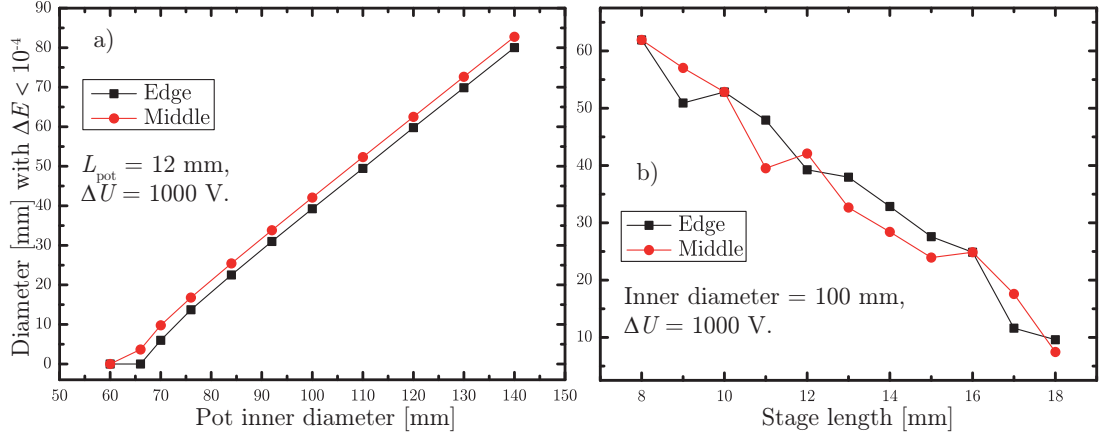 a)
Edge
Middle
L_pot = 12 mm,
ΔU = 1000 V.
Diameter [mm] with ΔE < 10⁻⁴
90
80
70
60
50
40
30
20
10
0
50 60 70 80 90 100 110 120 130 140 150
Pot inner diameter [mm]
b)
Edge
Middle
Inner diameter = 100 mm,
ΔU = 1000 V.
60
50
40
30
20
10
8 10 12 14 16 18
Stage length [mm]